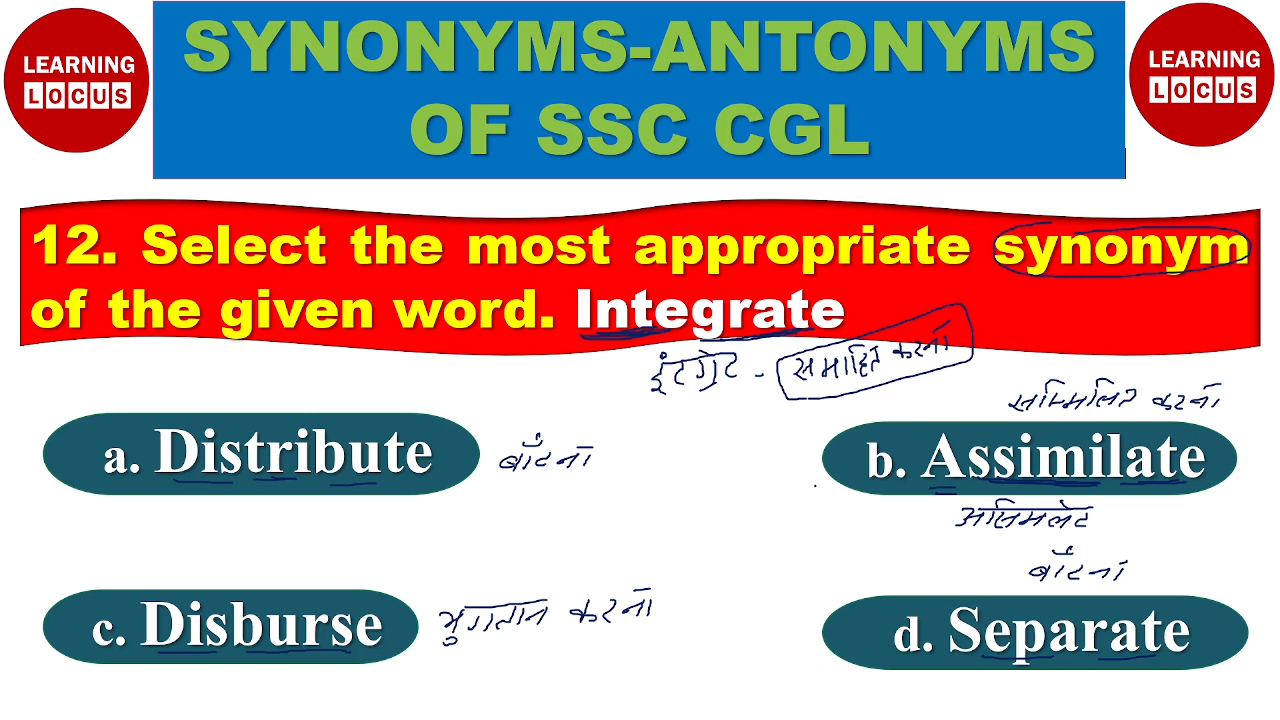 LEARNING
LOCUS
SYNONYMS-ANTONYMS
OF SSC CGL
LEARNING
LOCUS
12. Select the most appropriate synonym
of the given word. Integrate
इंटग्रेट - समाहित करना
सम्मिलित करना
a. Distribute बाँटना
b. Assimilate
असिमलेट
बाँटना
c. Disburse भुगतान करना
d. Separate